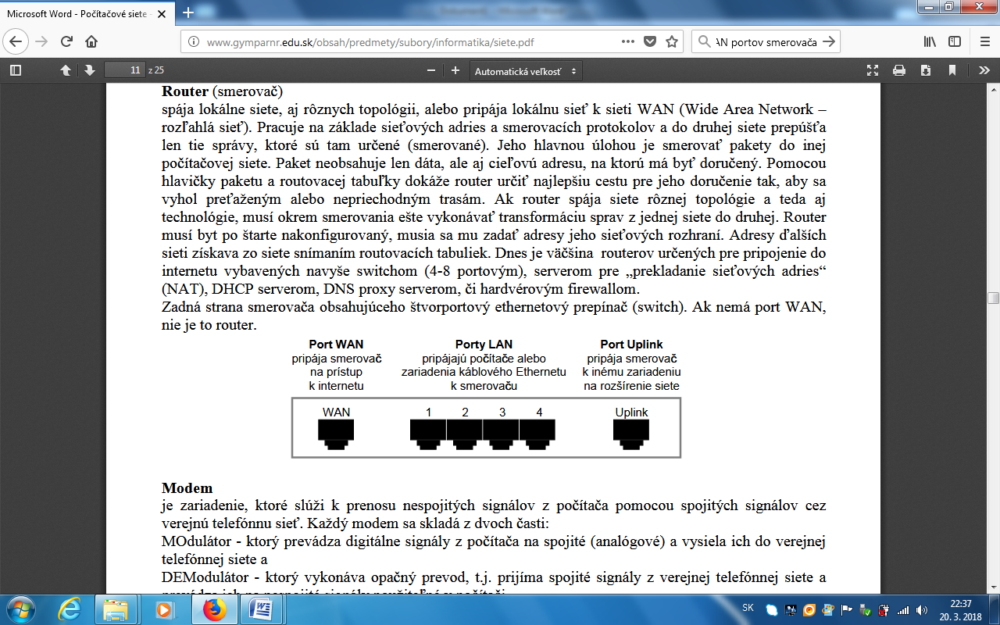 Microsoft Word - Počítačové siete -
www.gymparnr.edu.sk/obsah/predmety/subory/informatika/siete.pdf
AN portov smerovača
11 z 25
Automatická veľkosť
Router (smerovač)
spája lokálne siete, aj rôznych topológii, alebo pripája lokálnu sieť k sieti WAN (Wide Area Network –
rozľahlá sieť). Pracuje na základe sieťových adries a smerovacích protokolov a do druhej siete prepúšťa
len tie správy, ktoré sú tam určené (smerované). Jeho hlavnou úlohou je smerovať pakety do inej
počítačovej siete. Paket neobsahuje len dáta, ale aj cieľovú adresu, na ktorú má byť doručený. Pomocou
hlavičky paketu a routovacej tabuľky dokáže router určiť najlepšiu cestu pre jeho doručenie tak, aby sa
vyhol preťaženým alebo nepriechodným trasám. Ak router spája siete rôznej topológie a teda aj
technológie, musí okrem smerovania ešte vykonávať transformáciu sprav z jednej siete do druhej. Router
musí byt po štarte nakonfigurovaný, musia sa mu zadať adresy jeho sieťových rozhraní. Adresy ďalších
sieti získava zo siete snímaním routovacích tabuliek. Dnes je väčšina  routerov určených pre pripojenie do
internetu vybavených navyše switchom (4-8 portovým), serverom pre „prekladanie sieťových adries“
(NAT), DHCP serverom, DNS proxy serverom, či hardvérovým firewallom.
Zadná strana smerovača obsahujúceho štvorportový ethernetový prepínač (switch). Ak nemá port WAN,
nie je to router.
Port WAN
pripája smerovač
na prístup
k internetu
Porty LAN
pripájajú počítače alebo
zariadenia káblového Ethernetu
k smerovaču
Port Uplink
pripája smerovač
k inému zariadeniu
na rozšírenie siete
WAN 1 2 3 4 Uplink
Modem
je zariadenie, ktoré slúži k prenosu nespojitých signálov z počítača pomocou spojitých signálov cez
verejnú telefónnu sieť. Každý modem sa skladá z dvoch časti:
MOdulátor - ktorý prevádza digitálne signály z počítača na spojité (analógové) a vysiela ich do verejnej
telefónnej siete a
DEModulátor - ktorý vykonáva opačný prevod, t.j. prijíma spojité signály z verejnej telefónnej siete a
SK
22:37
20. 3. 2018